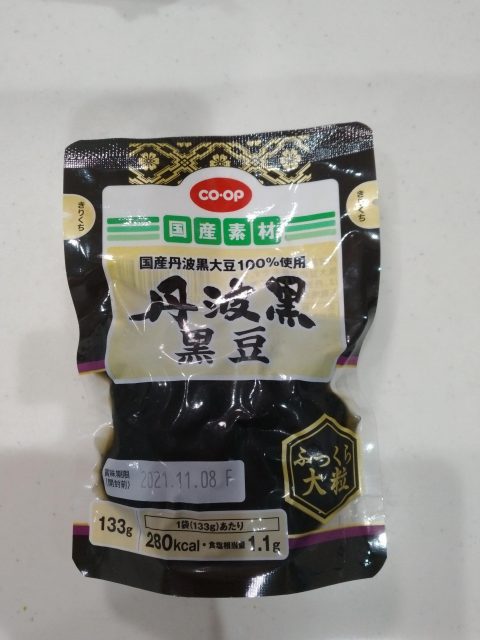 CO·OP
きりくち
きりくち
国産素材
国産丹波黒大豆100%使用
丹波黒
黒豆
ふっくら
大粒
賞味期限
(開封前)
2021.11.08 F
133g
1袋(133g)あたり
280kcal・食塩相当量1.1g